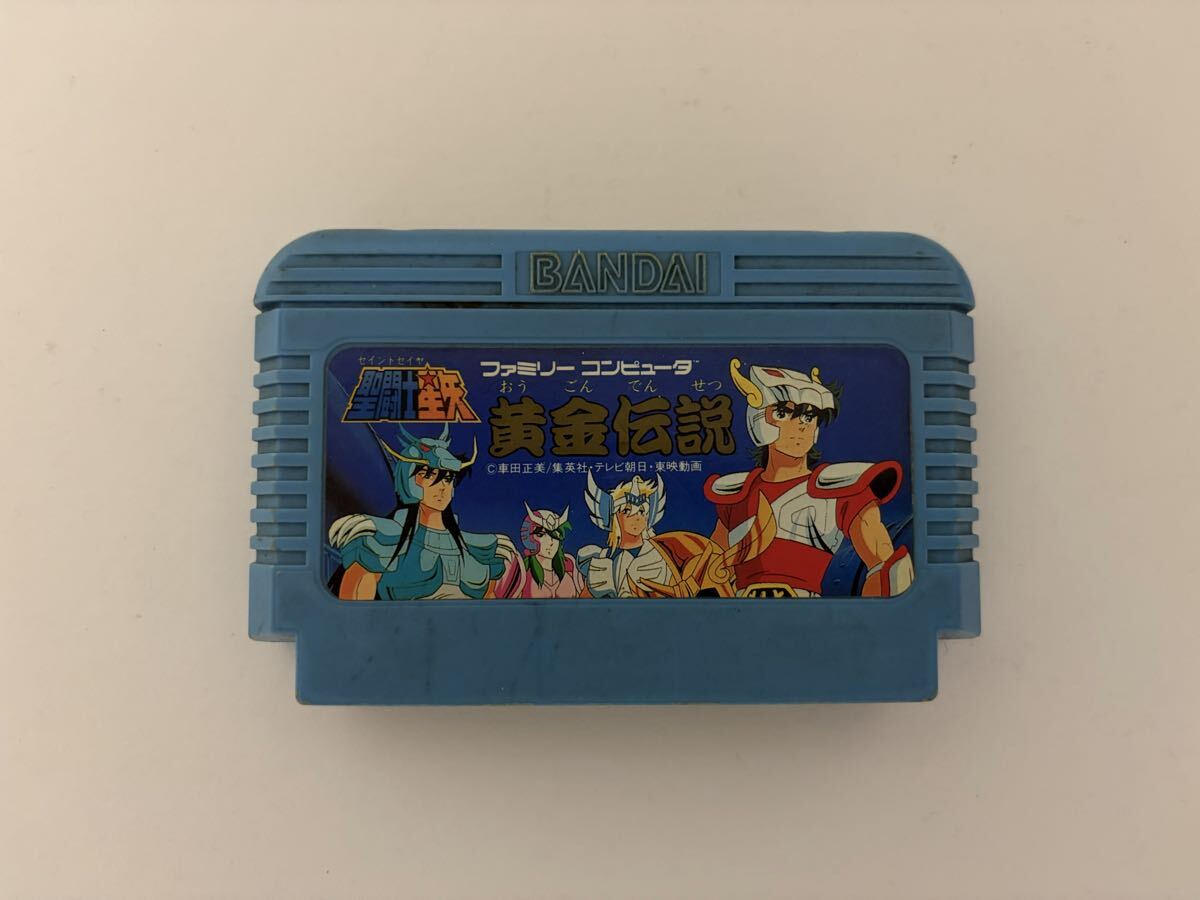 BANDAI
セイントセイヤ
聖闘士星矢
ファミリーコンピュータ™
おうごんでんせつ
黄金伝説
©車田正美/集英社・テレビ朝日・東映動画